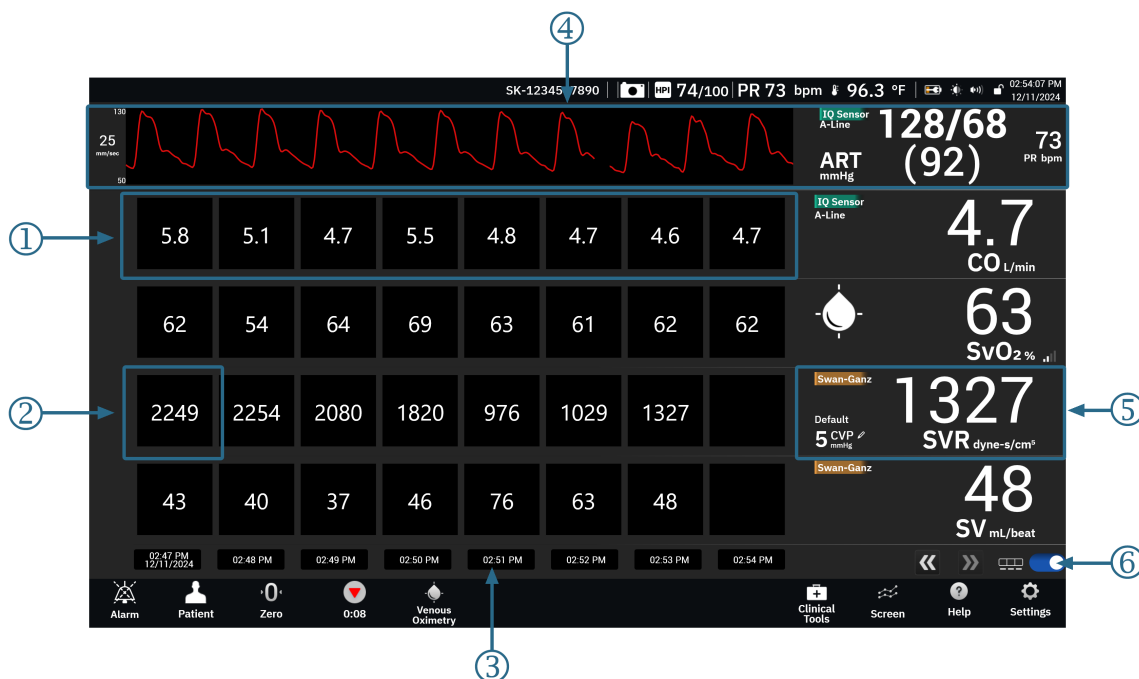 ④
SK-1234567890 HPI 74/100 PR 73 bpm 96.3 °F 02:54:07 PM
12/11/2024
130
25
mm/sec
50
IQ Sensor
A-Line
ART
mmHg
128/68
(92)
73
PR bpm
①
5.8 5.1 4.7 5.5 4.8 4.7 4.6 4.7
IQ Sensor
A-Line
4.7
CO L/min
62 54 64 69 63 61 62 62
63
SvO2 %
②
2249 2254 2080 1820 976 1029 1327
Swan-Ganz
Default
5 CVP
mmHg
1327
SVR dyne-s/cm⁵
⑤
43 40 37 46 76 63 48
Swan-Ganz
48
SV mL/beat
02:47 PM
12/11/2024
02:48 PM 02:49 PM 02:50 PM 02:51 PM 02:52 PM 02:53 PM 02:54 PM
⑥
Alarm
Patient
0
Zero
0:08
Venous
Oximetry
Clinical
Tools
Screen
?
Help
Settings
③